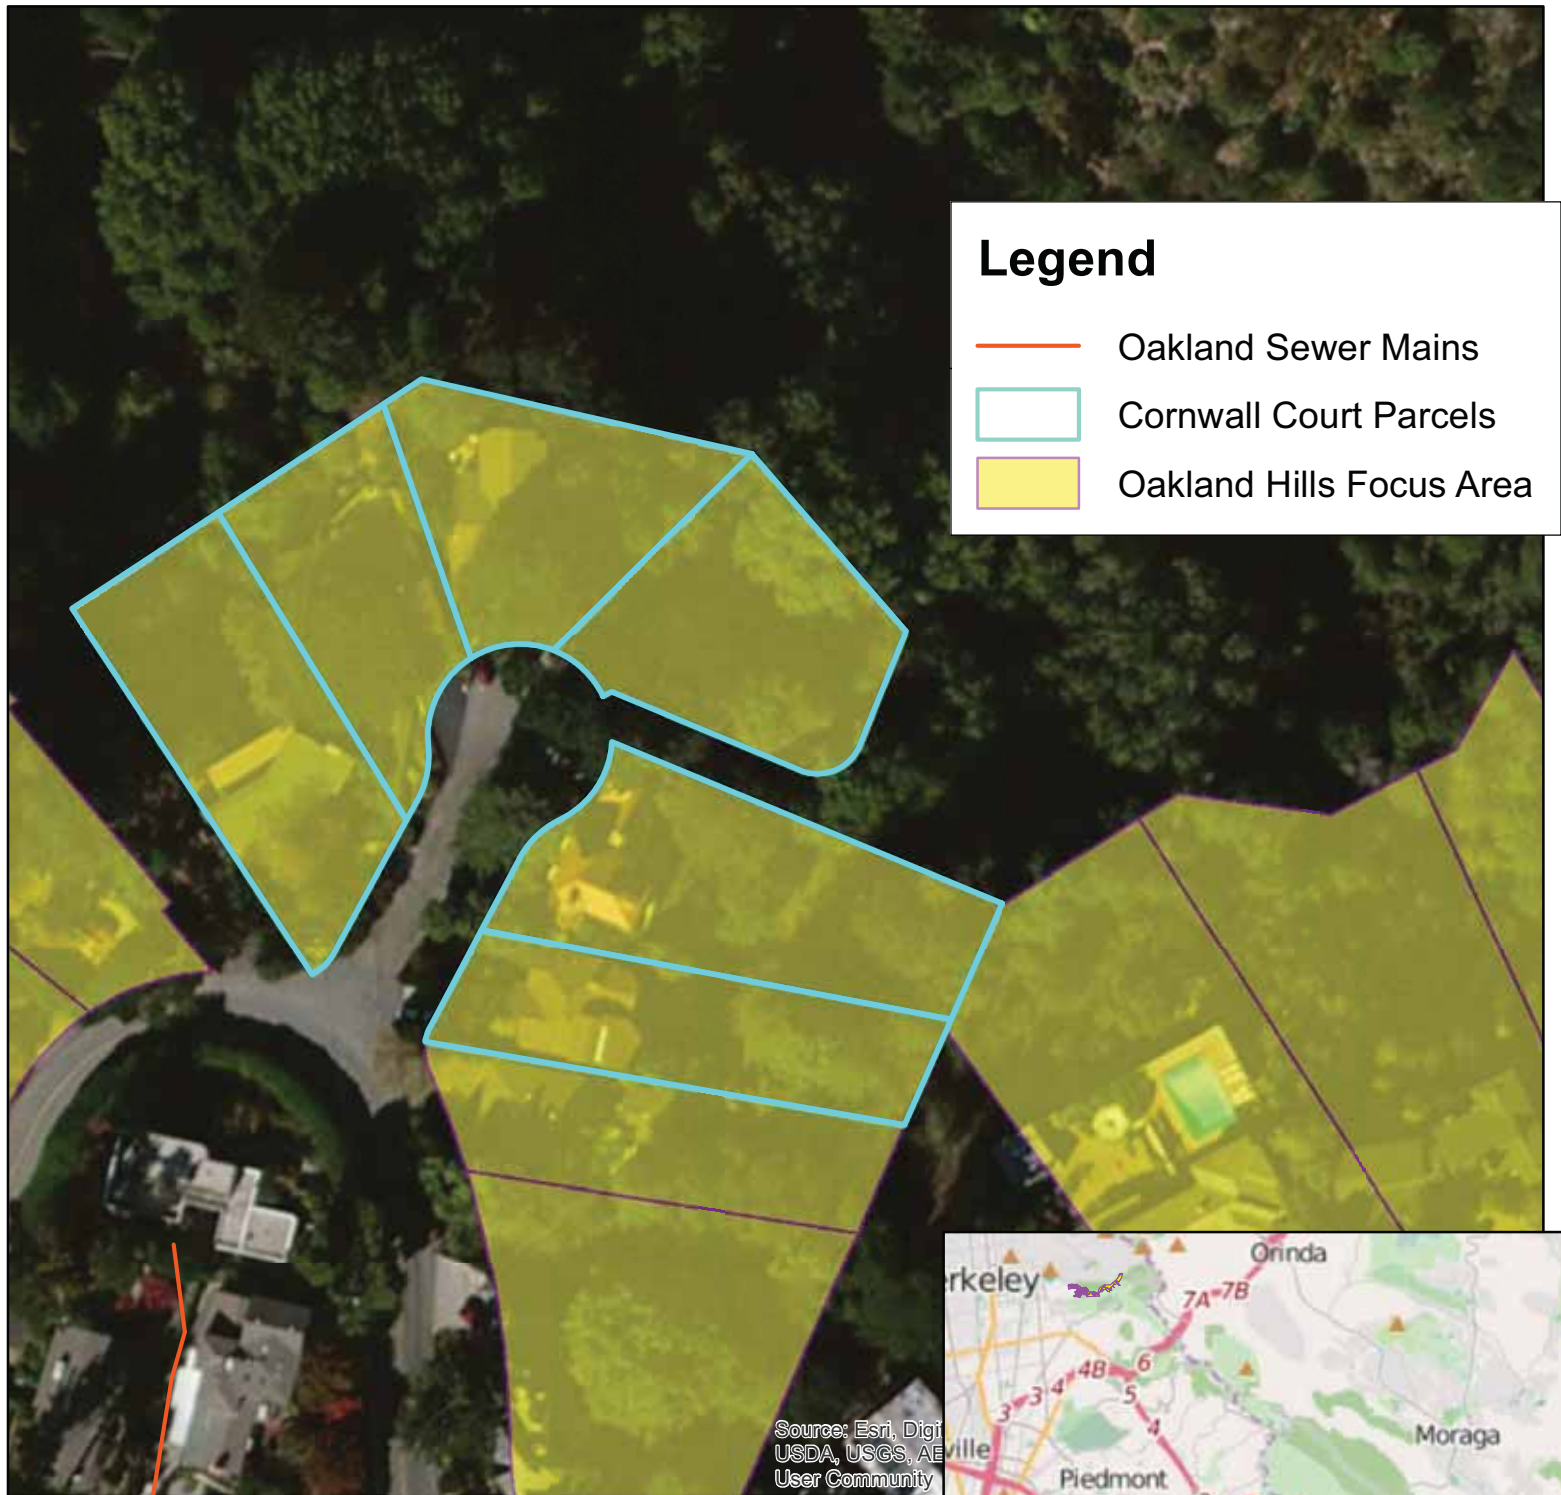 Legend
Oakland Sewer Mains
Cornwall Court Parcels
Oakland Hills Focus Area
Orinda
erkeley
7A
7B
6
4B
4
3
3
5
4
Moraga
ville
Piedmont
Source: Esri, Digi
USDA, USGS, AE
User Community